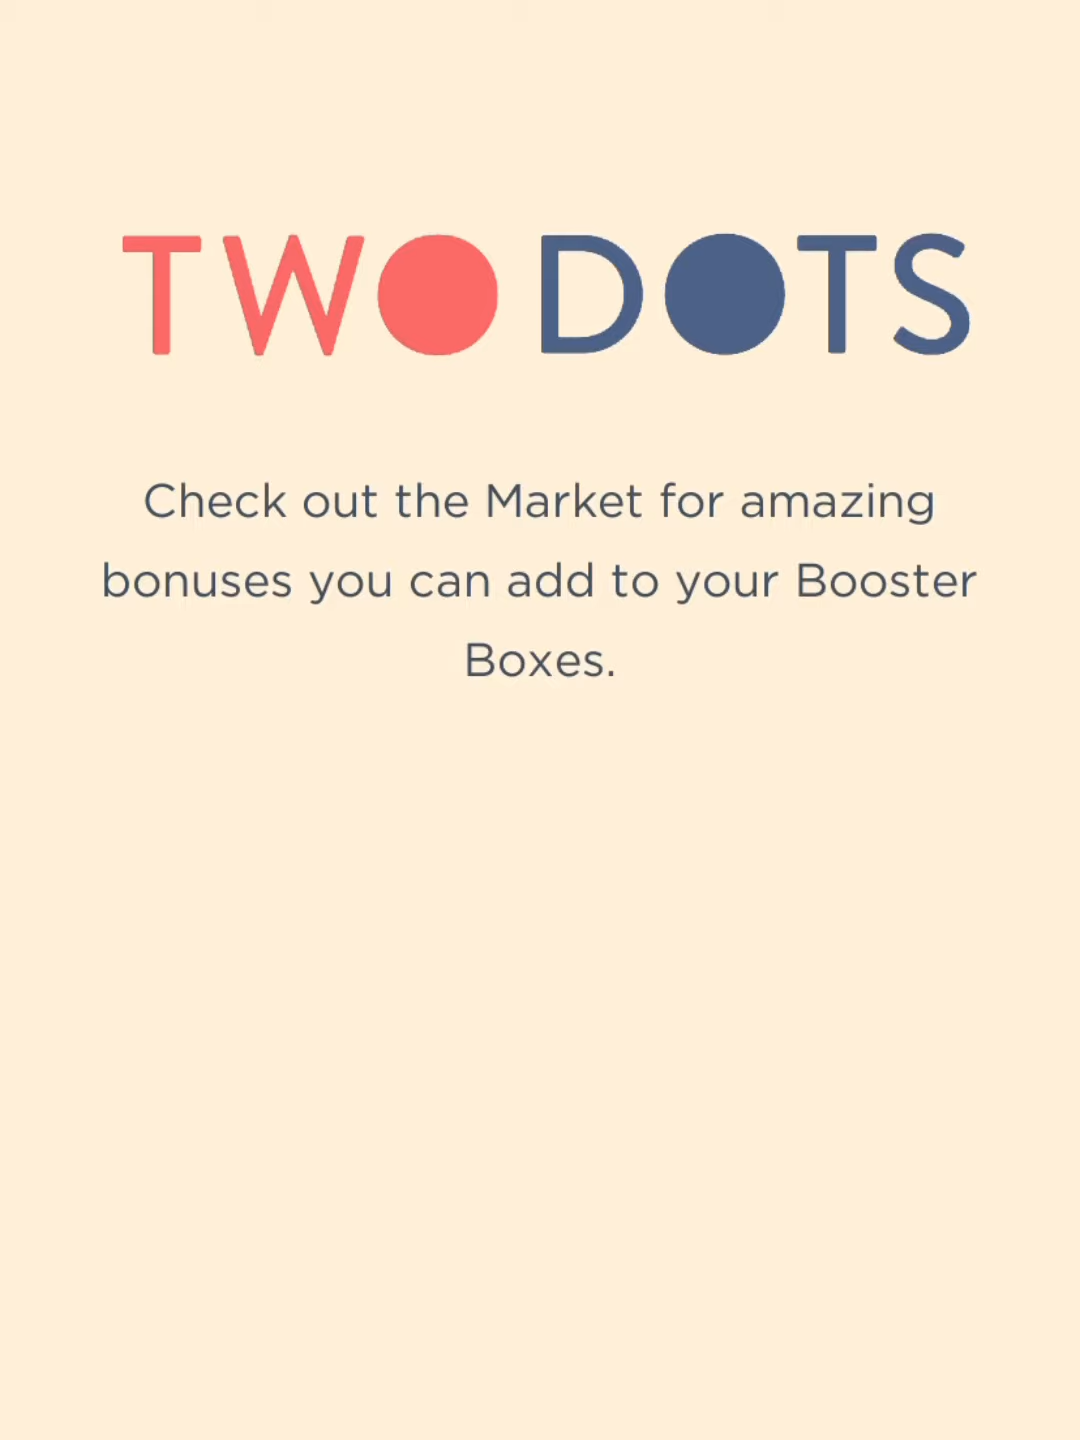 TWO DOTS
Check out the Market for amazing
bonuses you can add to your Booster
Boxes.